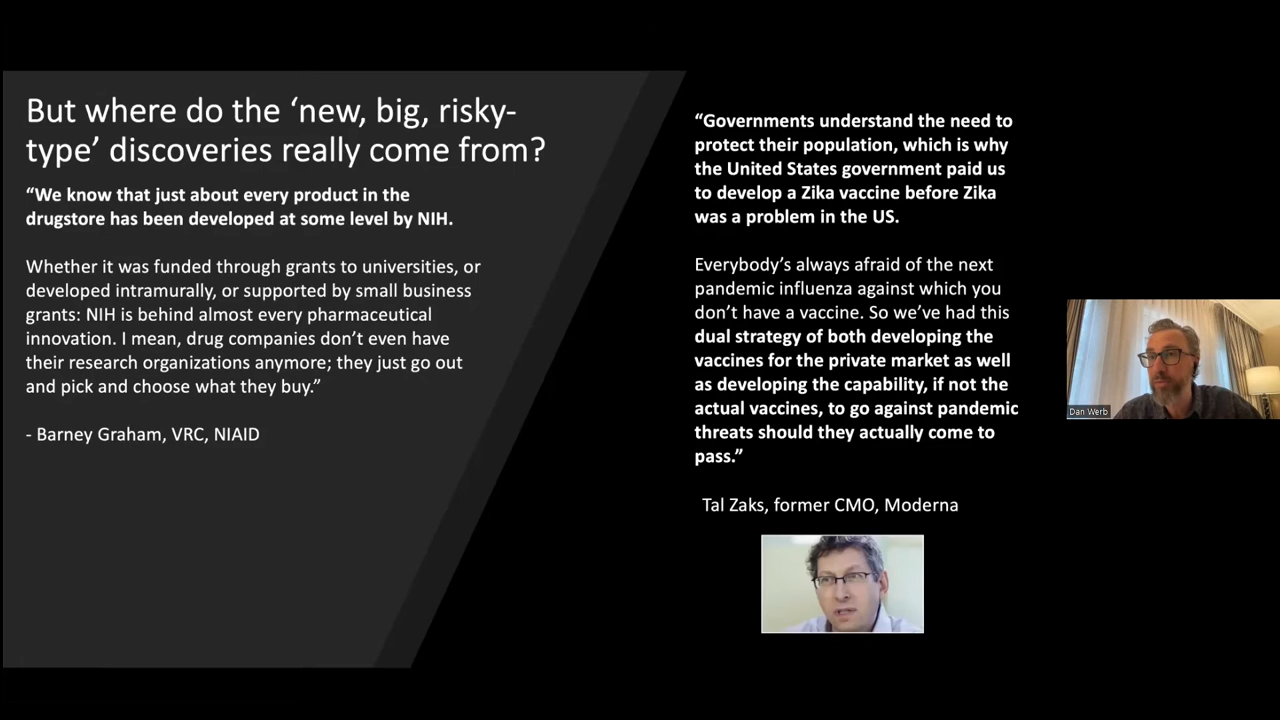 But where do the ‘new, big, risky-
type’ discoveries really come from?
“We know that just about every product in the
drugstore has been developed at some level by NIH.
Whether it was funded through grants to universities, or
developed intramurally, or supported by small business
grants: NIH is behind almost every pharmaceutical
innovation. I mean, drug companies don’t even have
their research organizations anymore; they just go out
and pick and choose what they buy.”
- Barney Graham, VRC, NIAID
“Governments understand the need to
protect their population, which is why
the United States government paid us
to develop a Zika vaccine before Zika
was a problem in the US.
Everybody’s always afraid of the next
pandemic influenza against which you
don’t have a vaccine. So we’ve had this
dual strategy of both developing the
vaccines for the private market as well
as developing the capability, if not the
actual vaccines, to go against pandemic
threats should they actually come to
pass.”
Tal Zaks, former CMO, Moderna
Dan Werb